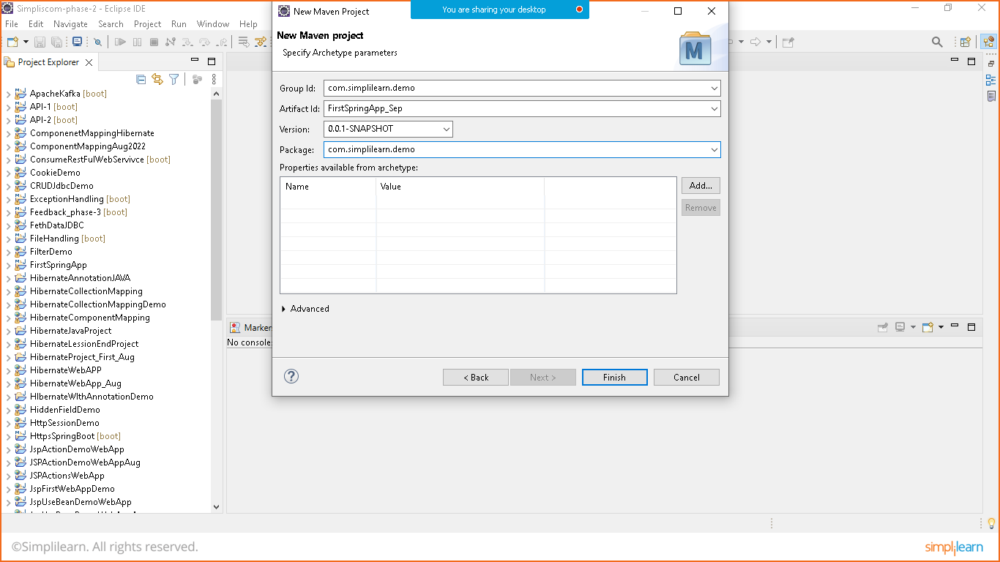 Simpliscom-phase-2 - Eclipse IDE
File Edit Navigate Search Project Run Window Help
Project Explorer
ApacheKafka [boot]
API-1 [boot]
API-2 [boot]
ComponenetMappingHibernate
ComponentMappingAug2022
ConsumeRestFulWebServivce [boot]
CookieDemo
CRUDJdbcDemo
ExceptionHandling [boot]
Feedback_phase-3 [boot]
FethDataJDBC
FileHandling [boot]
FilterDemo
FirstSpringApp
HibernateAnnotationJAVA
HibernateCollectionMapping
HibernateCollectionMappingDemo
HibernateComponentMapping
HibernateJavaProject
HibernateLessionEndProject
HibernateProject_First_Aug
HibernateWebAPP
HibernateWebApp_Aug
HIbernateWIthAnnotationDemo
HiddenFieldDemo
HttpSessionDemo
HttpsSpringBoot [boot]
JspActionDemoWebApp
JSPActionDemoWebAppAug
JSPActionsWebApp
JspFirstWebAppDemo
JspUseBeanDemoWebApp
New Maven Project
You are sharing your desktop
New Maven project
Specify Archetype parameters
M
Group Id: com.simplilearn.demo
Artifact Id: FirstSpringApp_Sep
Version: 0.0.1-SNAPSHOT
Package: com.simplilearn.demo
Properties available from archetype:
Name Value
Add...
Remove
Advanced
Marker
No console
? < Back Next > Finish Cancel
©Simplilearn. All rights reserved.
simplilearn